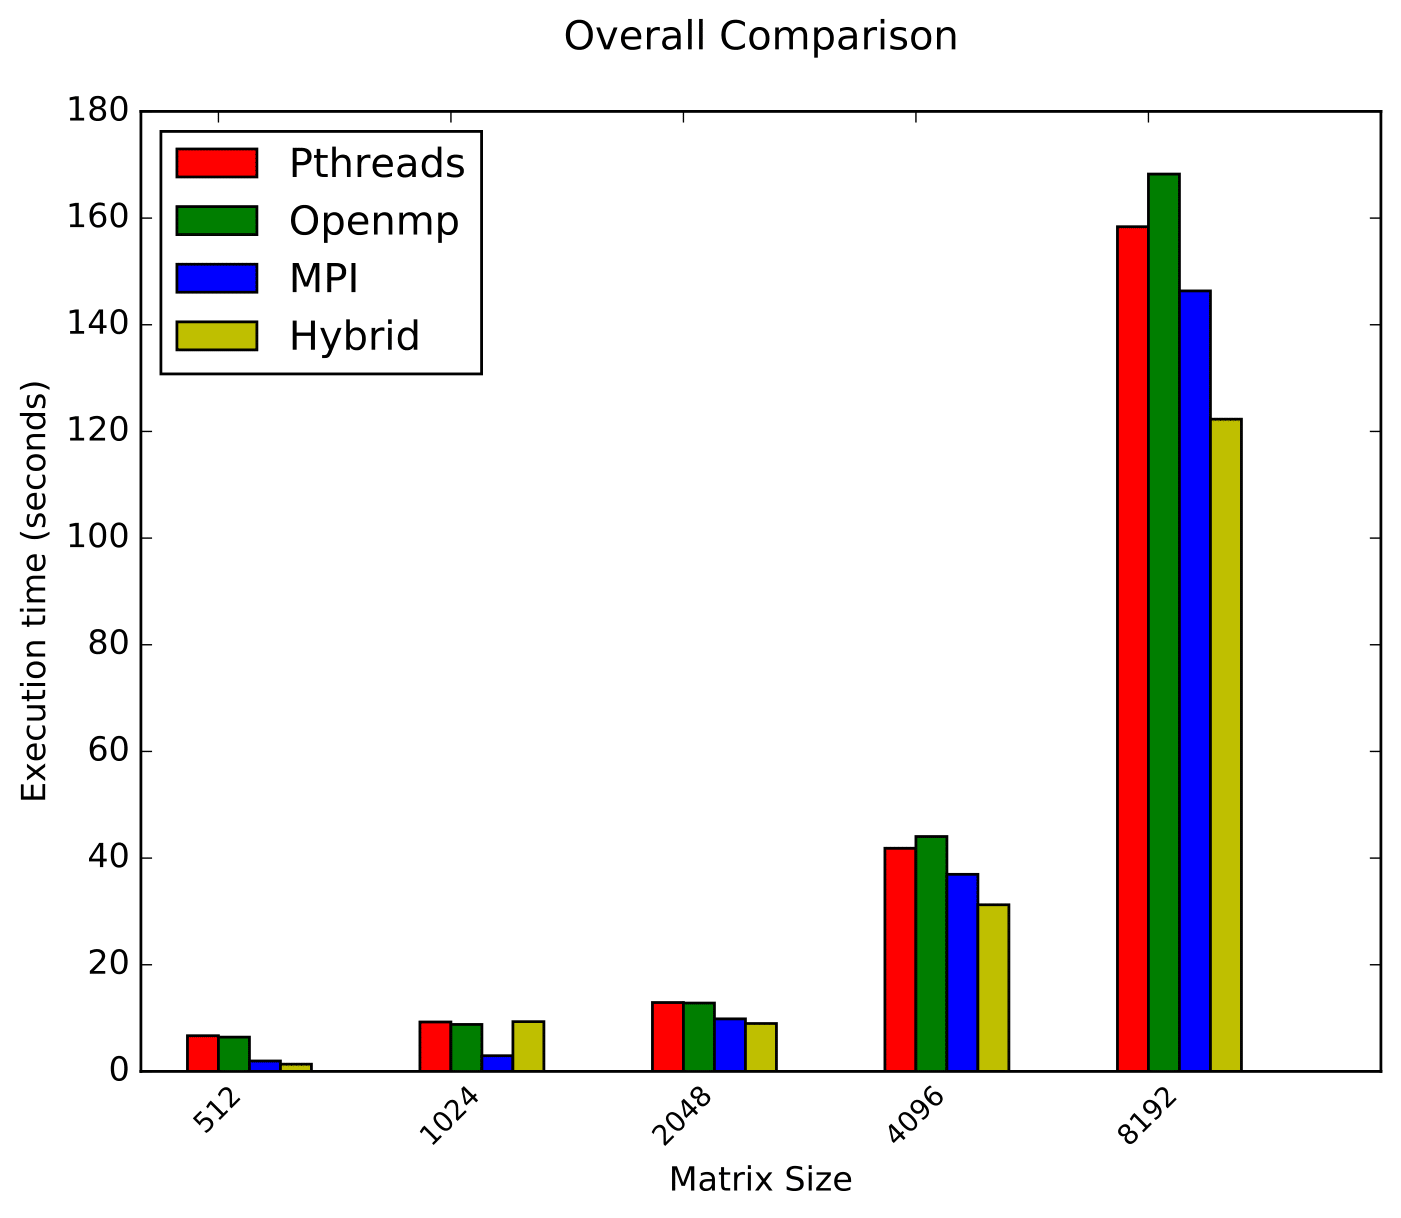 Overall Comparison
180
160
140
120
100
80
60
40
20
0
Execution time (seconds)
Pthreads
Openmp
MPI
Hybrid
512
1024
2048
4096
8192
Matrix Size